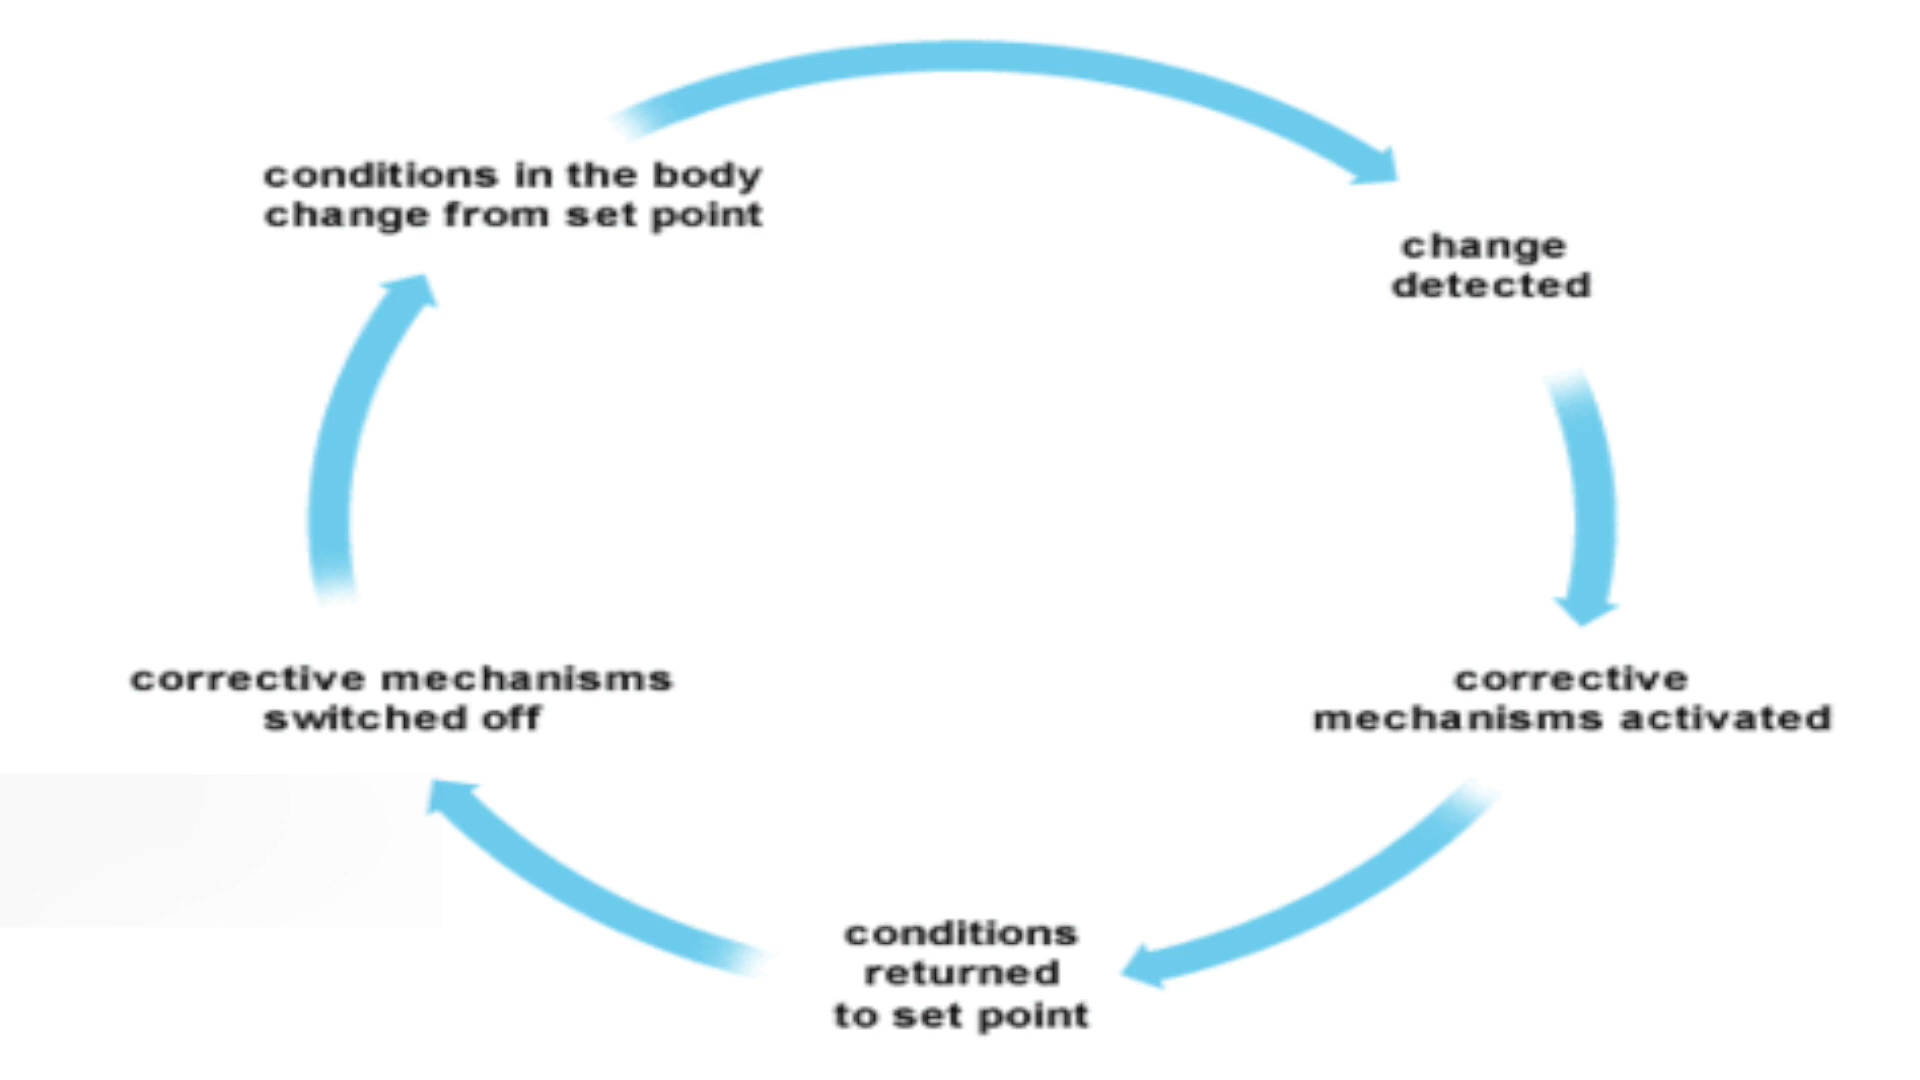 conditions in the body
change from set point
change
detected
corrective
mechanisms activated
conditions
returned
to set point
corrective mechanisms
switched off